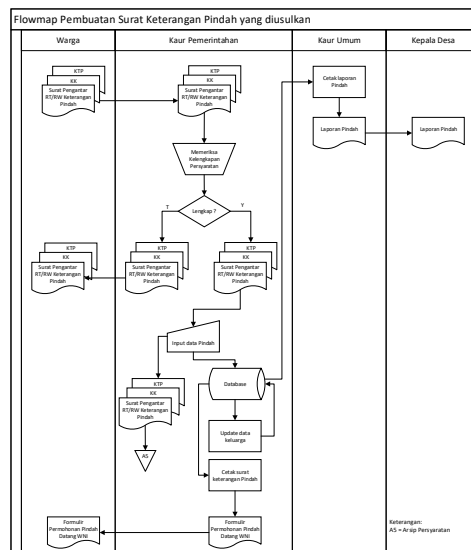 Flowmap Pembuatan Surat Keterangan Pindah yang diusulkan
Warga
Kaur Pemerintahan
Kaur Umum
Kepala Desa
KTP
KK
Surat Pengantar
RT/RW Keterangan
Pindah
KTP
KK
Surat Pengantar
RT/RW Keterangan
Pindah
Cetak laporan
Pindah
Laporan Pindah
Laporan Pindah
Memeriksa
Kelengkapan
Persyaratan
Lengkap ?
T
Y
KTP
KK
Surat Pengantar
RT/RW Keterangan
Pindah
KTP
KK
Surat Pengantar
RT/RW Keterangan
Pindah
KTP
KK
Surat Pengantar
RT/RW Keterangan
Pindah
Input data Pindah
KTP
KK
Surat Pengantar
RT/RW Keterangan
Pindah
Database
Update data
keluarga
AS
Cetak surat
keterangan Pindah
Formulir
Permohonan Pindah
Datang WNI
Formulir
Permohonan Pindah
Datang WNI
Keterangan:
AS = Arsip Persyaratan